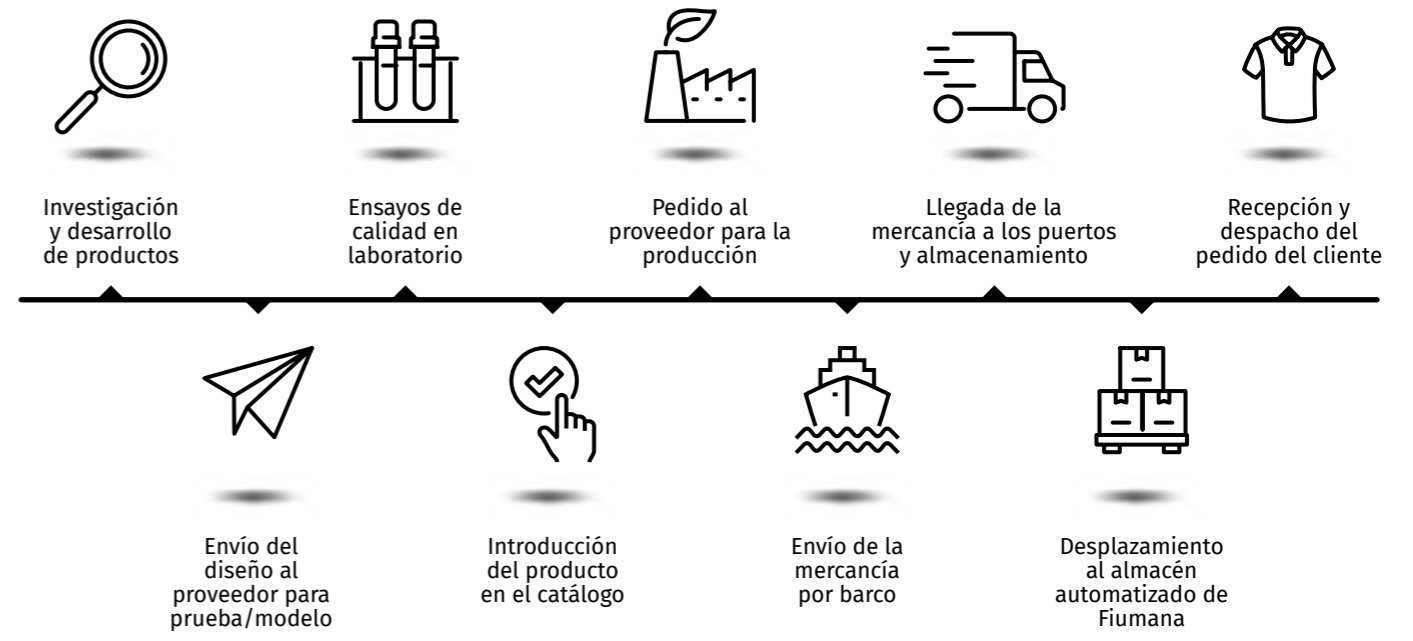 Investigación
y desarrollo
de productos
Ensayos de
calidad en
laboratorio
Pedido al
proveedor para la
producción
Llegada de la
mercancía a los puertos
y almacenamiento
Recepción y
despacho del
pedido del cliente
Envío del
diseño al
proveedor para
prueba/modelo
Introducción
del producto
en el catálogo
Envío de la
mercancía
por barco
Desplazamiento
al almacén
automatizado de
Fiumana